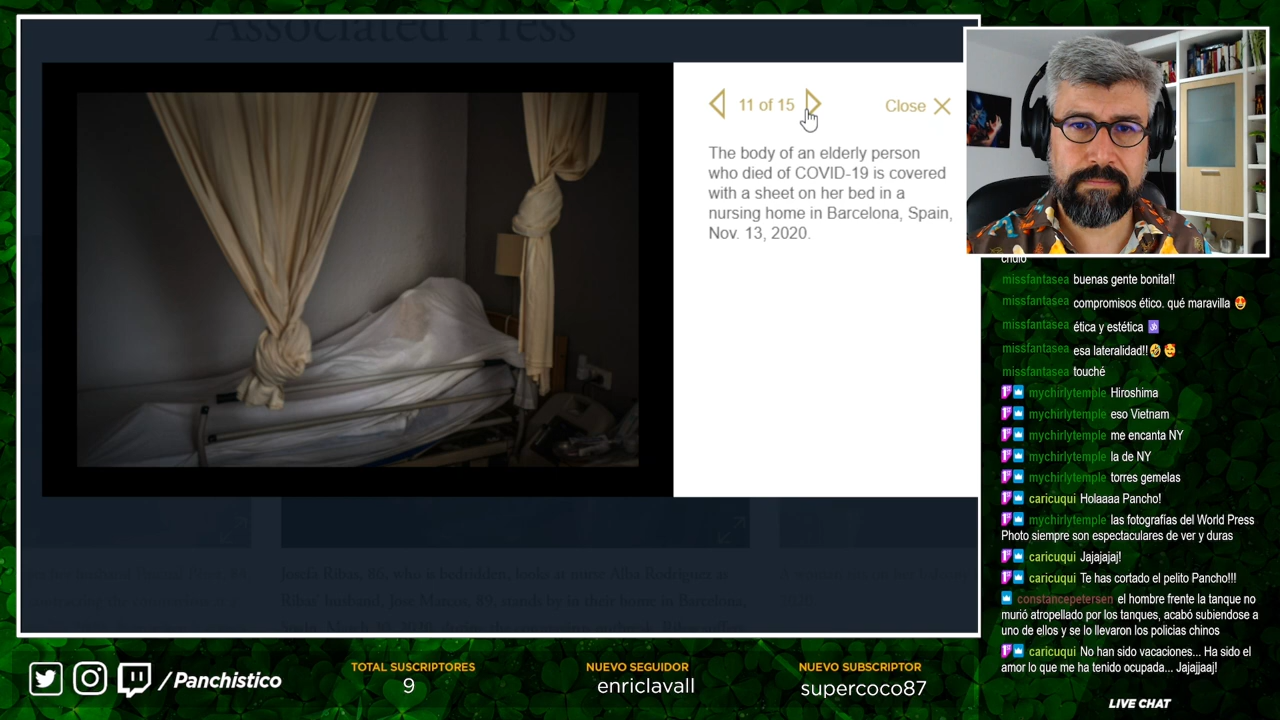 Associated Press
11 of 15
Close
The body of an elderly person
who died of COVID-19 is covered
with a sheet on her bed in a
nursing home in Barcelona, Spain,
Nov. 13, 2020.
missfantasea buenas gente bonita!!
missfantasea compromisos ético. qué maravilla 😍
missfantasea ética y estética 🕉
missfantasea esa lateralidad!!🤣🥰
missfantasea touché
mychirlytemple Hiroshima
mychirlytemple eso Vietnam
mychirlytemple me encanta NY
mychirlytemple la de NY
mychirlytemple torres gemelas
caricuqui Holaaaa Pancho!
mychirlytemple las fotografías del World Press
Photo siempre son espectaculares de ver y duras
caricuqui Jajajajaj!
caricuqui Te has cortado el pelito Pancho!!!
constancepetersen el hombre frente la tanque no
murió atropellado por los tanques, acabó subiendose a
uno de ellos y se lo llevaron los policias chinos
caricuqui No han sido vacaciones... Ha sido el
amor lo que me ha tenido ocupada... Jajajjaaj!
LIVE CHAT
/Panchistico
TOTAL SUSCRIPTORES
9
NUEVO SEGUIDOR
enriclavall
NUEVO SUBSCRIPTOR
supercoco87